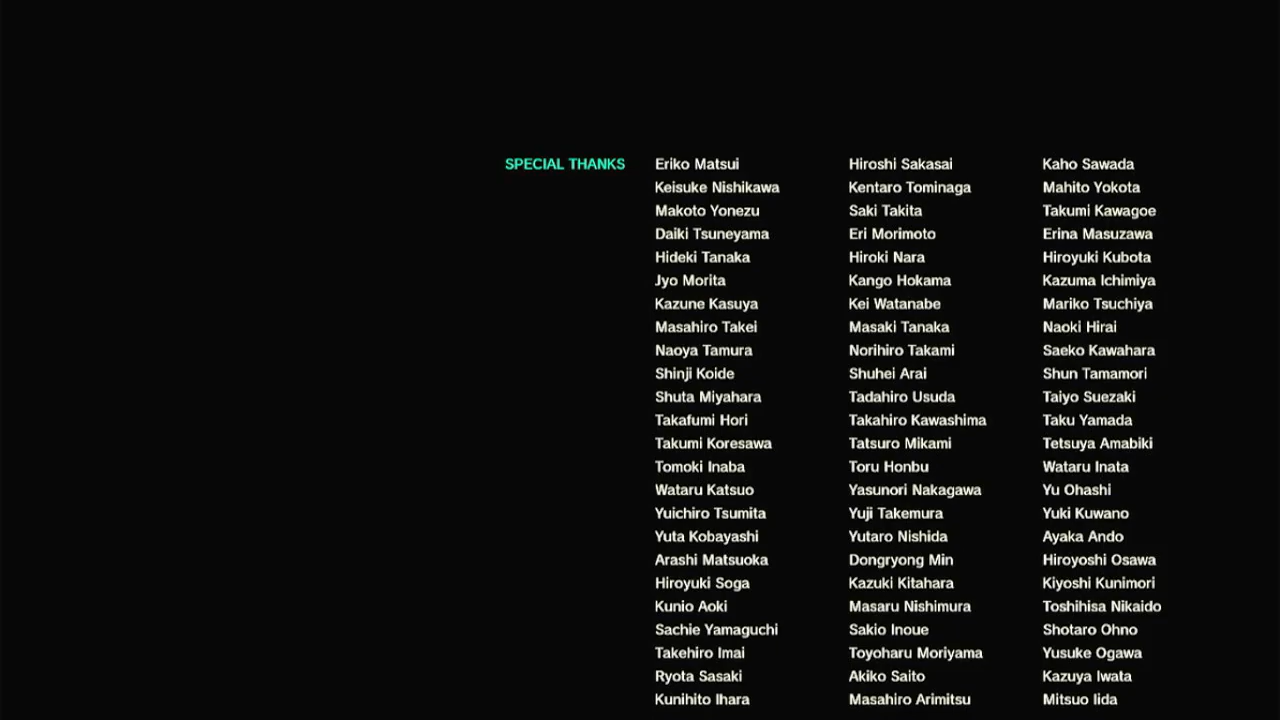 SPECIAL THANKS Eriko Matsui Hiroshi Sakasai Kaho Sawada
Keisuke Nishikawa Kentaro Tominaga Mahito Yokota
Makoto Yonezu Saki Takita Takumi Kawagoe
Daiki Tsuneyama Eri Morimoto Erina Masuzawa
Hideki Tanaka Hiroki Nara Hiroyuki Kubota
Jyo Morita Kango Hokama Kazuma Ichimiya
Kazune Kasuya Kei Watanabe Mariko Tsuchiya
Masahiro Takei Masaki Tanaka Naoki Hirai
Naoya Tamura Norihiro Takami Saeko Kawahara
Shinji Koide Shuhei Arai Shun Tamamori
Shuta Miyahara Tadahiro Usuda Taiyo Suezaki
Takafumi Hori Takahiro Kawashima Taku Yamada
Takumi Koresawa Tatsuro Mikami Tetsuya Amabiki
Tomoki Inaba Toru Honbu Wataru Inata
Wataru Katsuo Yasunori Nakagawa Yu Ohashi
Yuichiro Tsumita Yuji Takemura Yuki Kuwano
Yuta Kobayashi Yutaro Nishida Ayaka Ando
Arashi Matsuoka Dongryong Min Hiroyoshi Osawa
Hiroyuki Soga Kazuki Kitahara Kiyoshi Kunimori
Kunio Aoki Masaru Nishimura Toshihisa Nikaido
Sachie Yamaguchi Sakio Inoue Shotaro Ohno
Takehiro Imai Toyoharu Moriyama Yusuke Ogawa
Ryota Sasaki Akiko Saito Kazuya Iwata
Kunihito Ihara Masahiro Arimitsu Mitsuo Iida